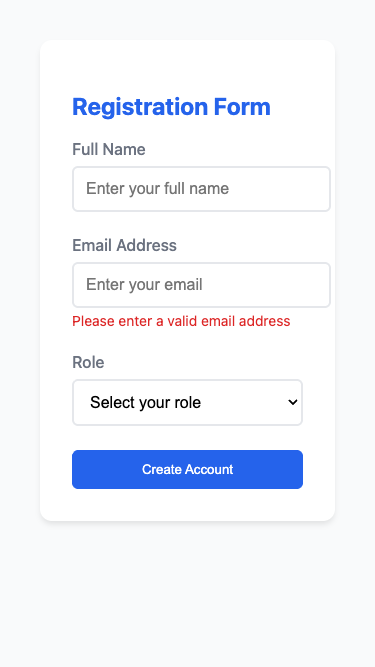 Registration Form
Full Name
Enter your full name
Email Address
Enter your email
Please enter a valid email address
Role
Select your role
Create Account